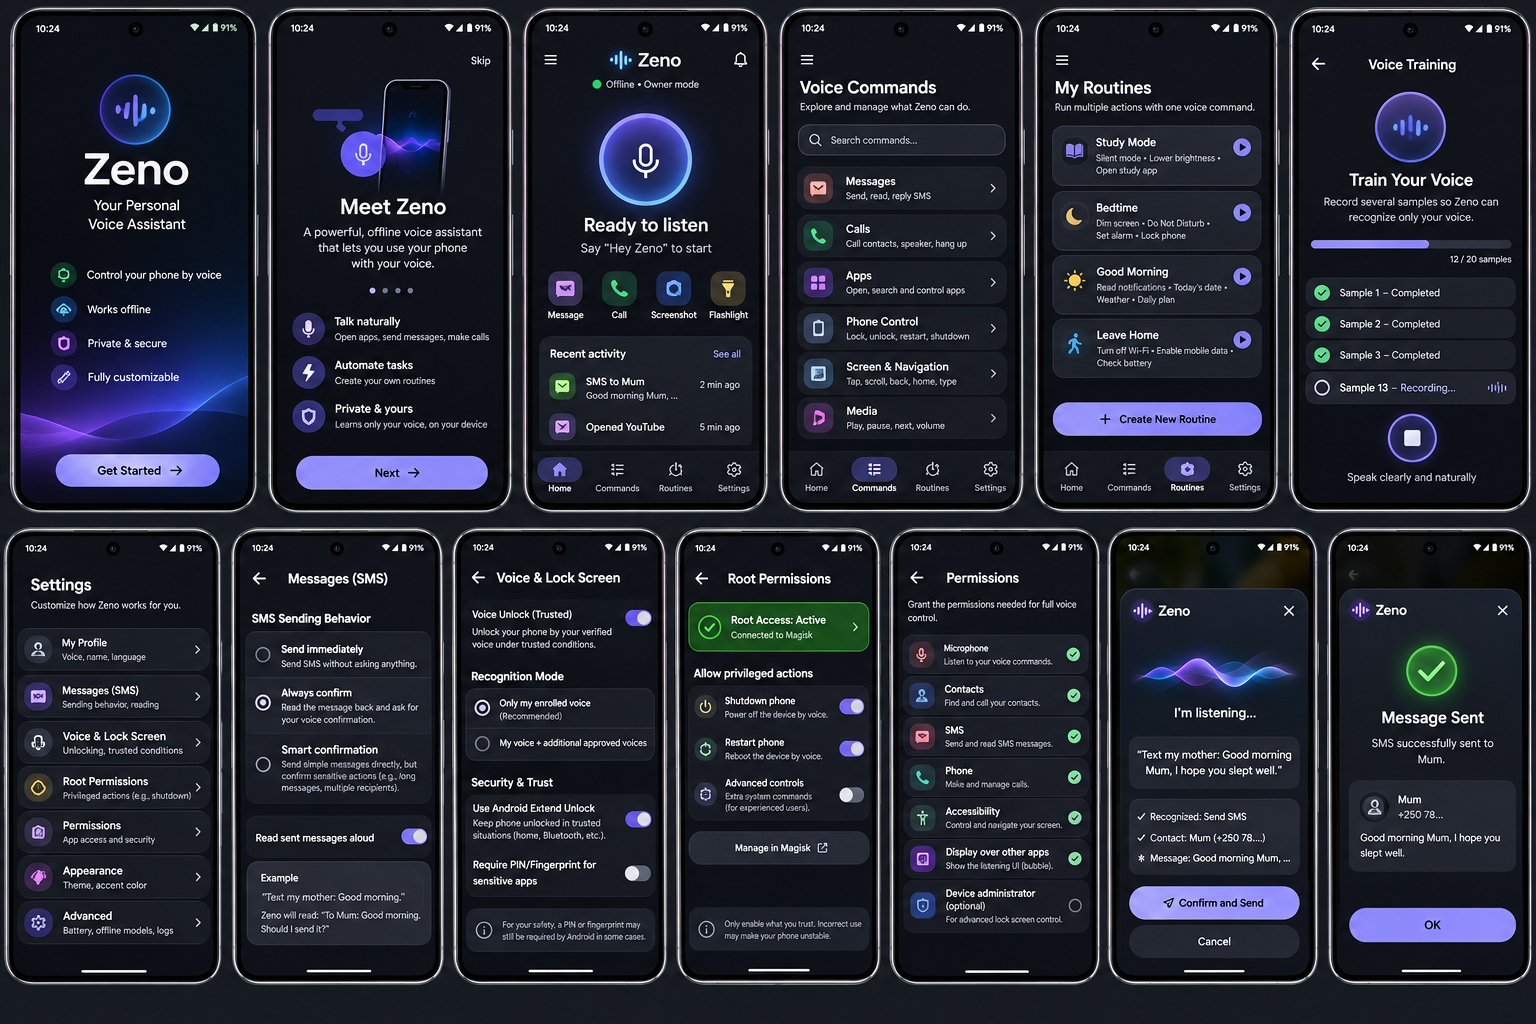 10:24
91%
Zeno
Your Personal
Voice Assistant
Control your phone by voice
Works offline
Private & secure
Fully customizable
Get Started →
10:24
91%
Skip
Meet Zeno
A powerful, offline voice assistant
that lets you use your phone
with your voice.
Talk naturally
Open apps, send messages, make calls
Automate tasks
Create your own routines
Private & yours
Learns only your voice, on your device
Next →
10:24
91%
Zeno
Offline • Owner mode
Ready to listen
Say "Hey Zeno" to start
Message
Call
Screenshot
Flashlight
Recent activity
See all
SMS to Mum
2 min ago
Good morning Mum, ...
Opened YouTube
5 min ago
Home
Commands
Routines
Settings
10:24
91%
Voice Commands
Explore and manage what Zeno can do.
Search commands...
Messages
Send, read, reply SMS
Calls
Call contacts, speaker, hang up
Apps
Open, search and control apps
Phone Control
Lock, unlock, restart, shutdown
Screen & Navigation
Tap, scroll, back, home, type
Media
Play, pause, next, volume
Home
Commands
Routines
Settings
10:24
91%
My Routines
Run multiple actions with one voice command.
Study Mode
Silent mode • Lower brightness •
Open study app
Bedtime
Dim screen • Do Not Disturb •
Set alarm • Lock phone
Good Morning
Read notifications • Today's date •
Weather • Daily plan
Leave Home
Turn off Wi-Fi • Enable mobile data •
Check battery
+ Create New Routine
Home
Commands
Routines
Settings
10:24
91%
Voice Training
Train Your Voice
Record several samples so Zeno can
recognize only your voice.
12 / 20 samples
Sample 1 – Completed
Sample 2 – Completed
Sample 3 – Completed
Sample 13 – Recording...
Speak clearly and naturally
10:24
91%
Settings
Customize how Zeno works for you.
My Profile
Voice, name, language
Messages (SMS)
Sending behavior, reading
Voice & Lock Screen
Unlocking, trusted conditions
Root Permissions
Privileged actions (e.g., shutdown)
Permissions
App access and security
Appearance
Theme, accent color
Advanced
Battery, offline models, logs
10:24
91%
Messages (SMS)
SMS Sending Behavior
Send immediately
Send SMS without asking anything.
Always confirm
Read the message back and ask for
your voice confirmation.
Smart confirmation
Send simple messages directly, but
confirm sensitive actions (e.g., long
messages, multiple recipients).
Read sent messages aloud
Example
"Text my mother: Good morning."
Zeno will read: "To Mum: Good morning.
Should I send it?"
10:24
91%
Voice & Lock Screen
Voice Unlock (Trusted)
Unlock your phone by your verified
voice under trusted conditions.
Recognition Mode
Only my enrolled voice
(Recommended)
My voice + additional approved voices
Security & Trust
Use Android Extend Unlock
Keep phone unlocked in trusted
situations (home, Bluetooth, etc.).
Require PIN/Fingerprint for
sensitive apps
For your safety, a PIN or fingerprint may
still be required by Android in some cases.
10:24
91%
Root Permissions
Root Access: Active
Connected to Magisk
Allow privileged actions
Shutdown phone
Power off the device by voice.
Restart phone
Reboot the device by voice.
Advanced controls
Extra system commands
(for experienced users).
Manage in Magisk
Only enable what you trust. Incorrect use
may make your phone unstable.
10:24
91%
Permissions
Grant the permissions needed for full voice
control.
Microphone
Listen to your voice commands.
Contacts
Find and call your contacts.
SMS
Send and read SMS messages.
Phone
Make and manage calls.
Accessibility
Control and navigate your screen.
Display over other apps
Show the listening UI (bubble).
Device administrator
(optional)
For advanced lock screen control.
10:24
91%
Zeno
I'm listening...
"Text my mother: Good morning
Mum, I hope you slept well."
Recognized: Send SMS
Contact: Mum (+250 78....)
Message: Good morning Mum, ...
Confirm and Send
Cancel
10:24
91%
Zeno
Message Sent
SMS successfully sent to
Mum.
Mum
+250 78...
Good morning Mum, I hope you
slept well.
OK